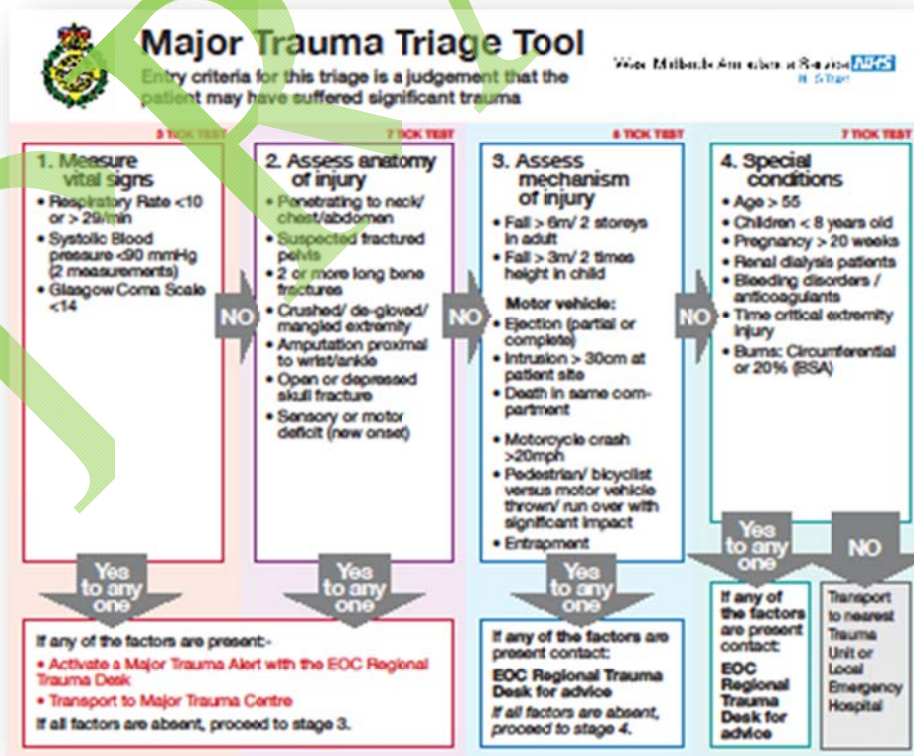 Major Trauma Triage Tool
Entry criteria for this triage is a judgement that the
patient may have suffered significant trauma
West Midlands Ambulance Service NHS
NHS Trust
3 TICK TEST
1. Measure
vital signs
• Respiratory Rate <10
or > 29/min
• Systolic Blood
pressure <90 mmHg
(2 measurements)
• Glasgow Coma Scale
<14
NO
7 TICK TEST
2. Assess anatomy
of injury
• Penetrating to neck/
chest/abdomen
• Suspected fractured
pelvis
• 2 or more long bone
fractures
• Crushed/ de-gloved/
mangled extremity
• Amputation proximal
to wrist/ankle
• Open or depressed
skull fracture
• Sensory or motor
deficit (new onset)
NO
TICK TEST
3. Assess
mechanism
of injury
• Fall > 6m/ 2 storeys
in adult
• Fall > 3m/ 2 times
height in child
Motor vehicle:
• Ejection (partial or
complete)
• Intrusion > 30cm at
patient site
• Death in same com-
partment
• Motorcycle crash
>20mph
• Pedestrian/ bicyclist
versus motor vehicle
thrown/ run over with
significant impact
• Entrapment
NO
7 TICK TEST
4. Special
conditions
• Age > 55
• Children < 8 years old
• Pregnancy > 20 weeks
• Renal dialysis patients
• Bleeding disorders /
anticoagulants
• Time critical extremity
injury
• Burns: Circumferential
or 20% (BSA)
Yes
to any
one
Yes
to any
one
If any of the factors are present:-
• Activate a Major Trauma Alert with the EOC Regional
Trauma Desk
• Transport to Major Trauma Centre
If all factors are absent, proceed to stage 3.
Yes
to any
one
If any of the factors are
present contact:
EOC Regional Trauma
Desk for advice
If all factors are absent,
proceed to stage 4.
Yes
to any
one
If any of
the factors
are present
contact:
EOC
Regional
Trauma
Desk for
advice
NO
Transport
to nearest
Trauma
Unit or
Local
Emergency
Hospital